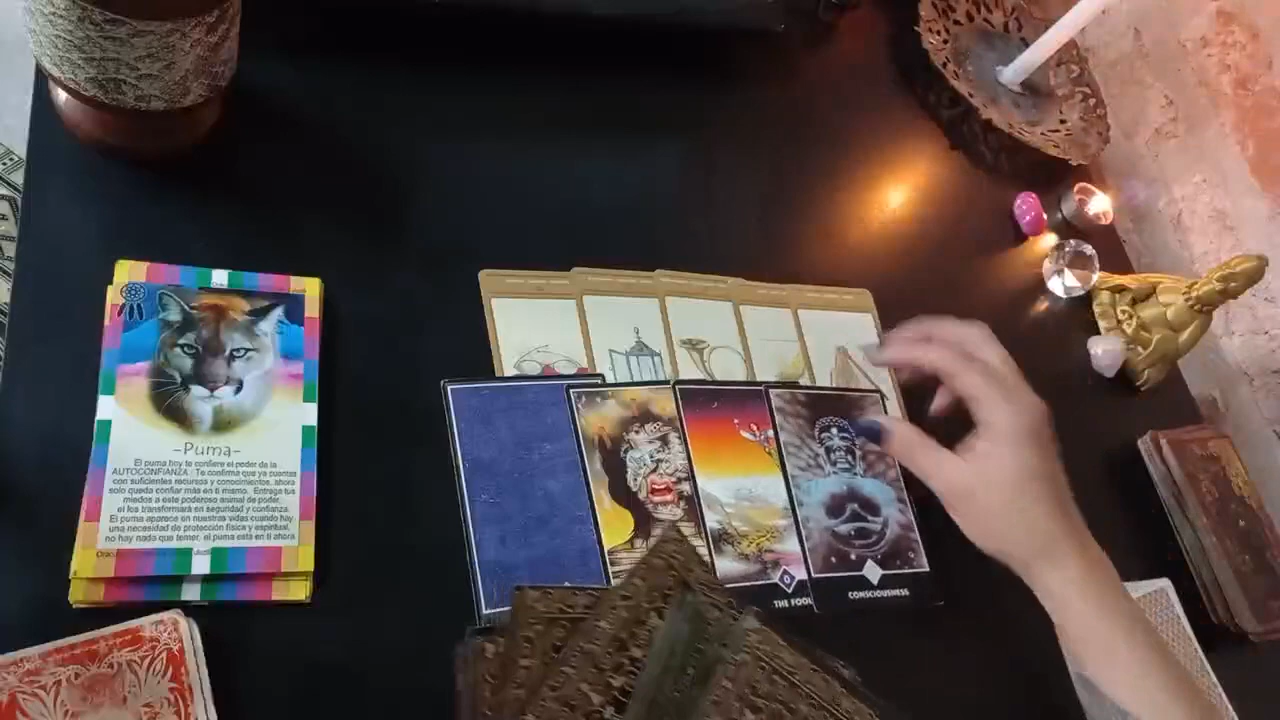 -Puma-
El puma hoy te confiere el poder de la
AUTOCONFIANZA. Te confirma que ya cuentas
con suficientes recursos y conocimientos, ahora
solo queda confiar más en ti mismo. Entrega tus
miedos a este poderoso animal de poder,
el los transformará en seguridad y confianza.
El puma aparece en nuestras vidas cuando hay
una necesidad de protección física y espiritual,
no hay nada que temer, el puma esta en ti ahora
0
THE FOOL
CONSCIOUSNESS